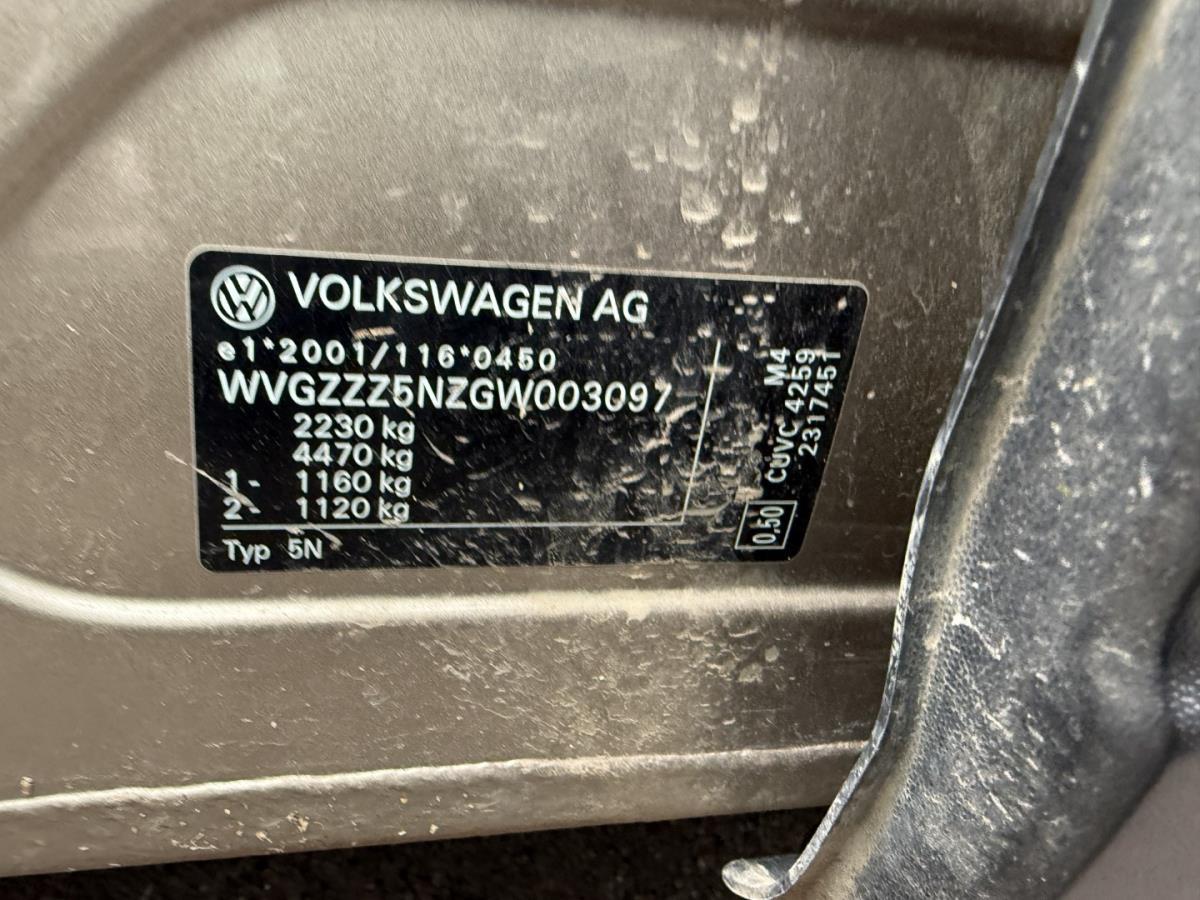 VOLKSWAGEN AG
e1*2001/116*0450
WVGZZZ5NZGW003097
2230 kg
4470 kg
1- 1160 kg
2- 1120 kg
Typ 5N
M4
CUVC 4259
2317451
0,50